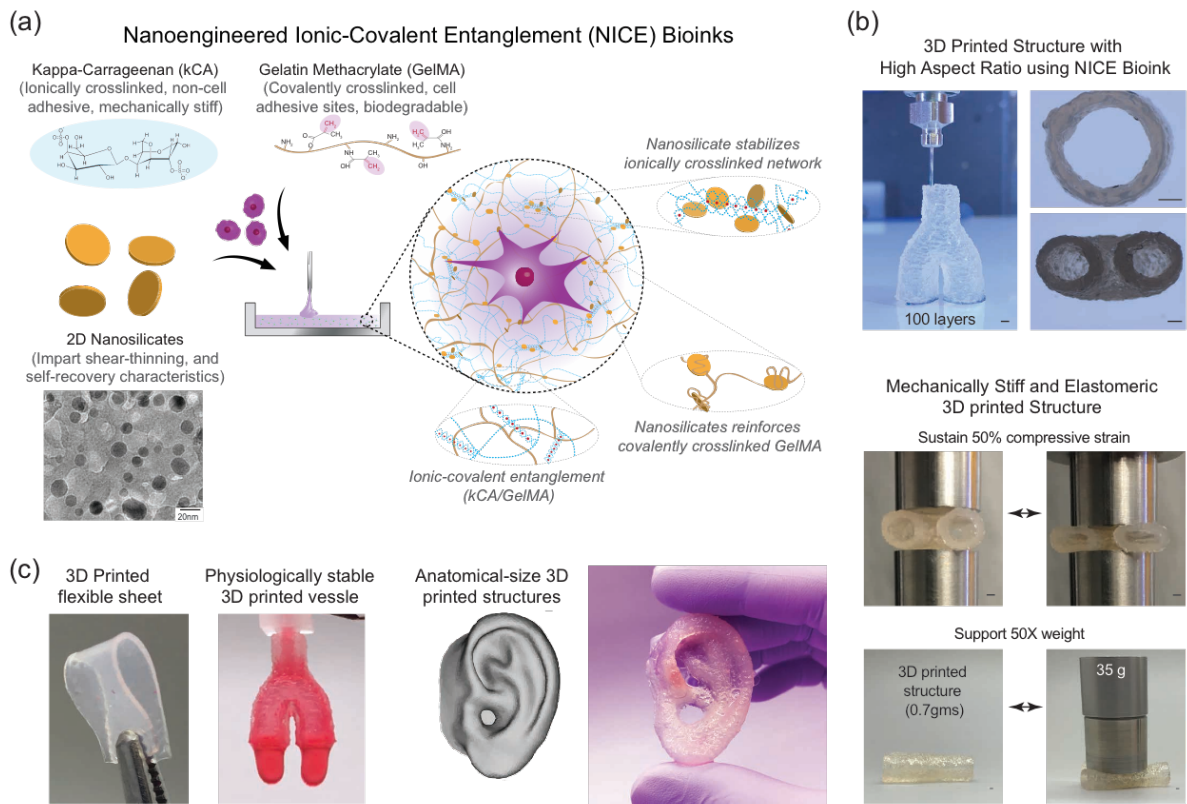 (a)
Nanoengineered Ionic-Covalent Entanglement (NICE) Bioinks
Kappa-Carrageenan (kCA)
(Ionically crosslinked, non-cell
adhesive, mechanically stiff)
Gelatin Methacrylate (GelMA)
(Covalently crosslinked, cell
adhesive sites, biodegradable)
Nanosilicate stabilizes
ionically crosslinked network
2D Nanosilicates
(Impart shear-thinning, and
self-recovery characteristics)
20nm
Ionic-covalent entanglement
(kCA/GelMA)
Nanosilicates reinforces
covalently crosslinked GelMA
(b)
3D Printed Structure with
High Aspect Ratio using NICE Bioink
100 layers
Mechanically Stiff and Elastomeric
3D printed Structure
Sustain 50% compressive strain
Support 50X weight
3D printed
structure
(0.7gms)
35 g
(c)
3D Printed
flexible sheet
Physiologically stable
3D printed vessle
Anatomical-size 3D
printed structures